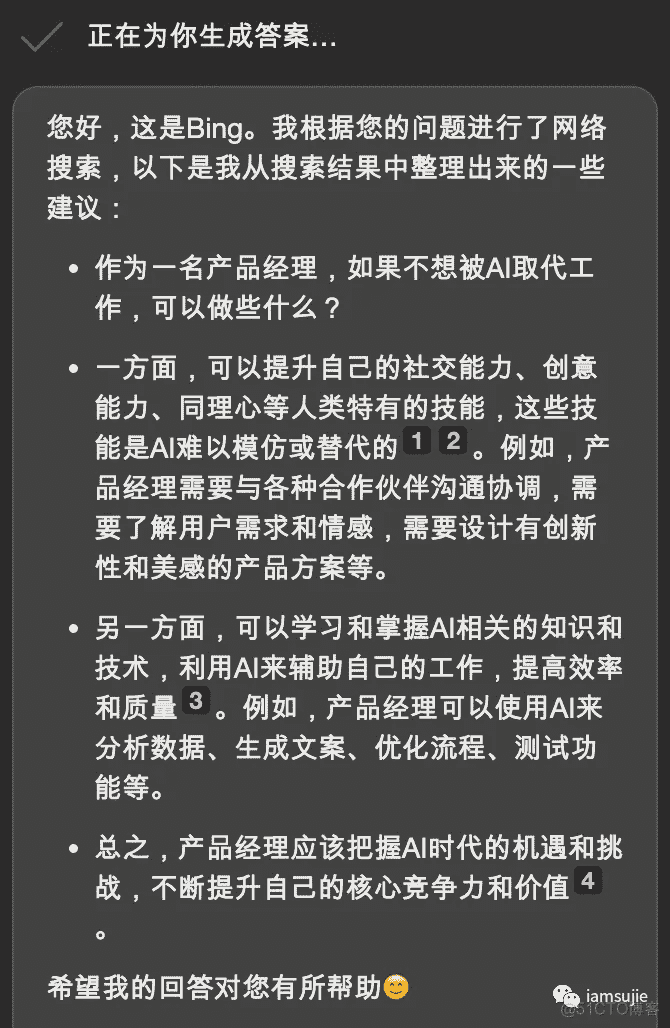 正在为你生成答案...
您好，这是Bing。我根据您的问题进行了网络
搜索，以下是我从搜索结果中整理出来的一些
建议：
• 作为一名产品经理，如果不想被AI取代工
作，可以做些什么？
• 一方面，可以提升自己的社交能力、创意
能力、同理心等人类特有的技能，这些技
能是AI难以模仿或替代的 1 2 。例如，产
品经理需要与各种合作伙伴沟通协调，需
要了解用户需求和情感，需要设计有创新
性和美感的产品方案等。
• 另一方面，可以学习和掌握AI相关的知识和
技术，利用AI来辅助自己的工作，提高效率
和质量 3 。例如，产品经理可以使用AI来
分析数据、生成文案、优化流程、测试功
能等。
• 总之，产品经理应该把握AI时代的机遇和挑
战，不断提升自己的核心竞争力和价值 4
。
希望我的回答对您有所帮助😊
iamsujie
@51CTO博客